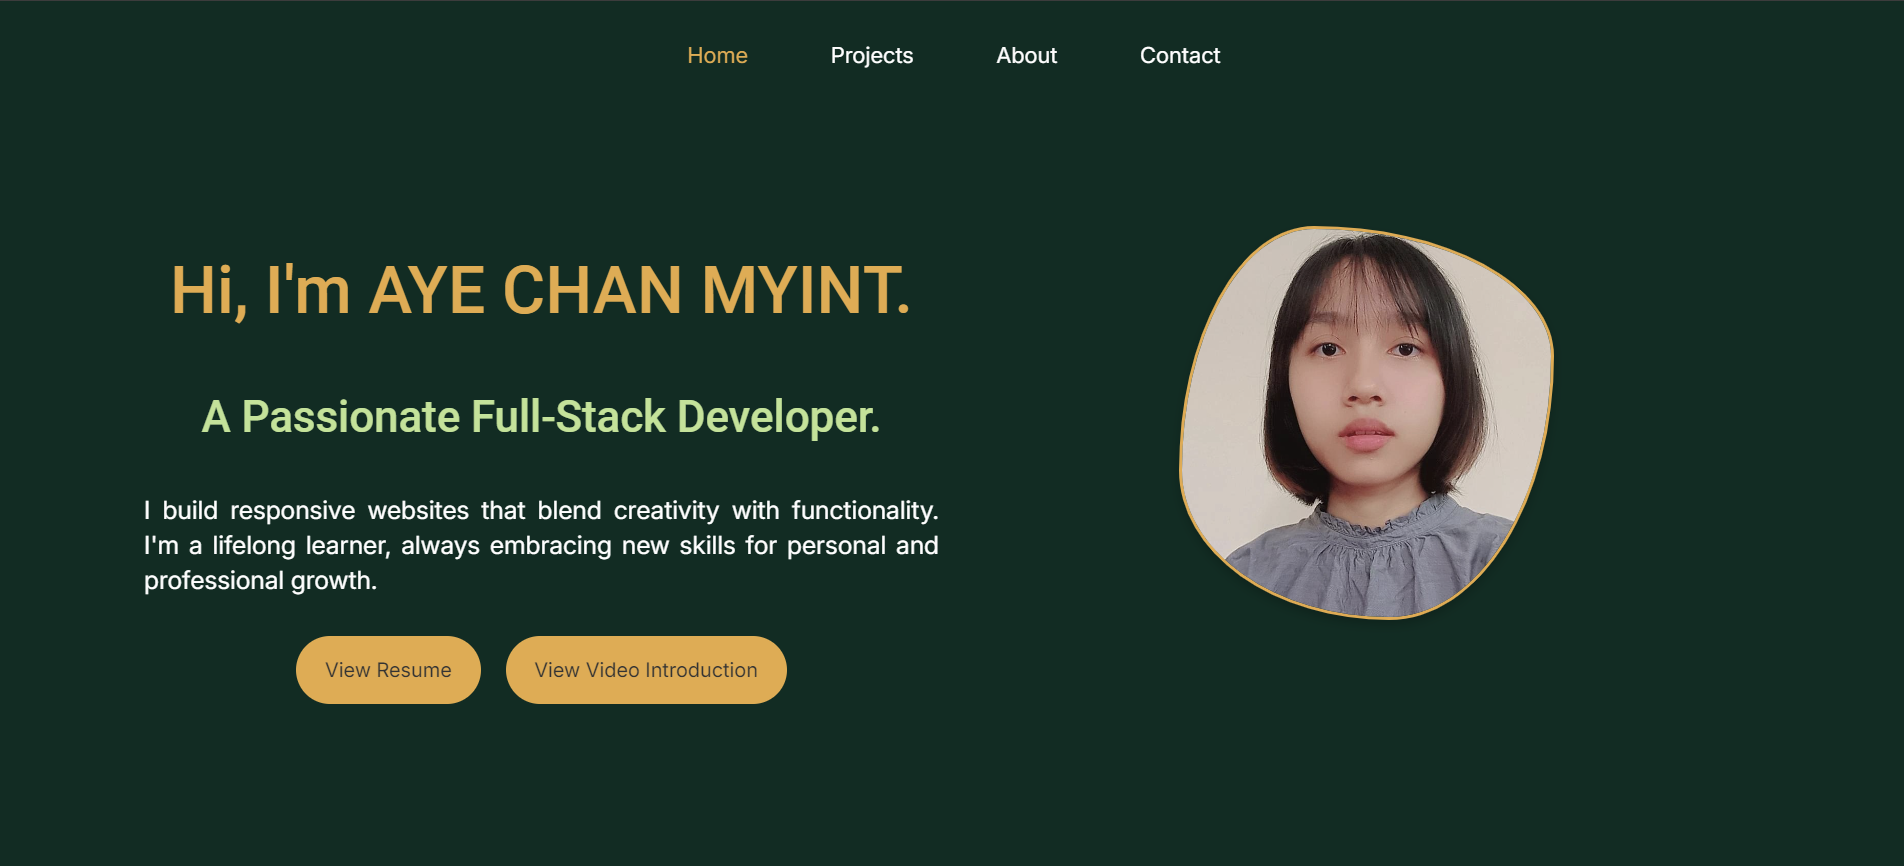 Home Projects About Contact
Hi, I'm AYE CHAN MYINT.
A Passionate Full-Stack Developer.
I build responsive websites that blend creativity with functionality.
I'm a lifelong learner, always embracing new skills for personal and
professional growth.
View Resume View Video Introduction